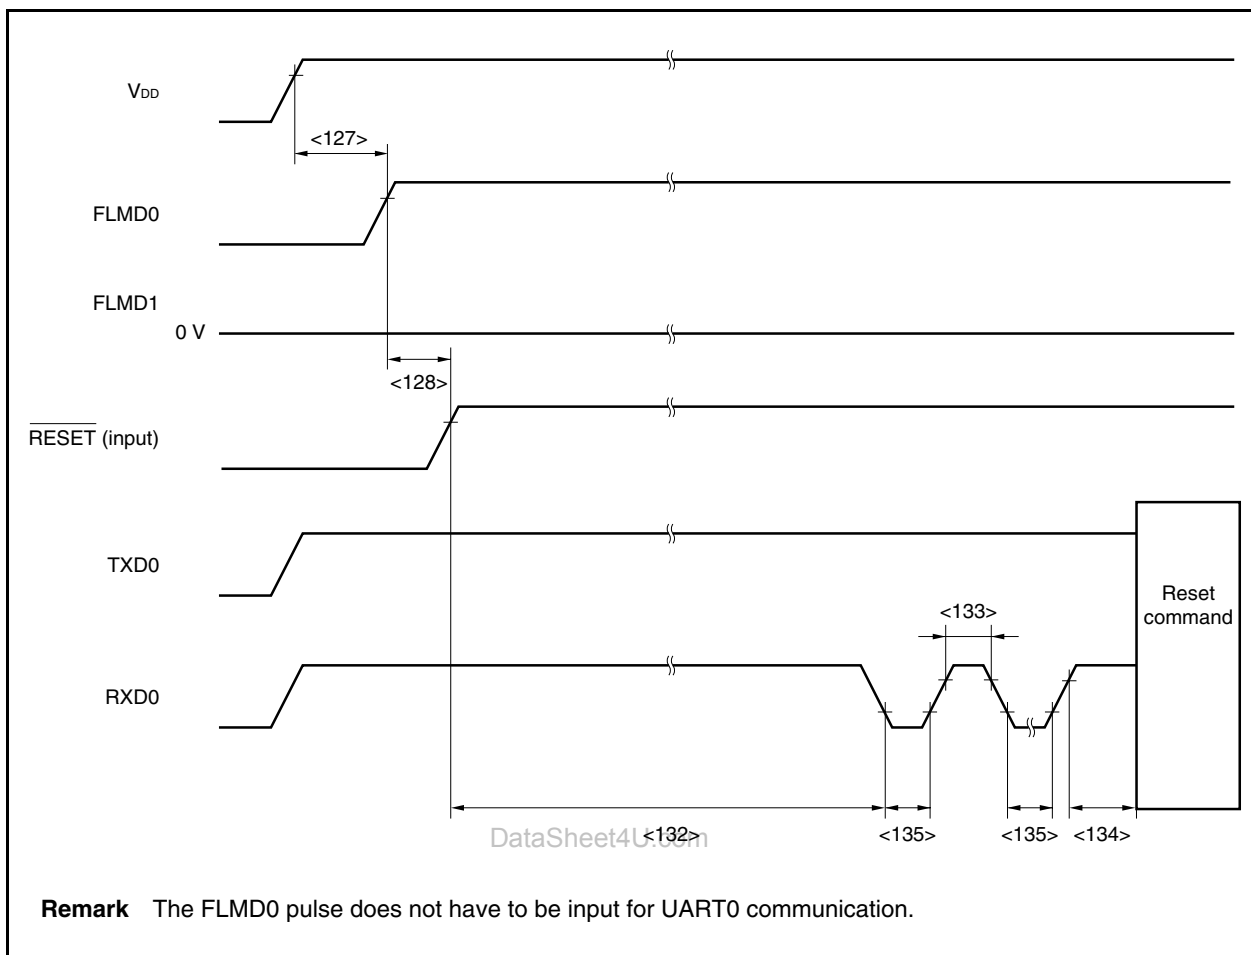 VDD
<127>
FLMD0
FLMD1
0 V
<128>
RESET (input)
TXD0
Reset
command
<133>
RXD0
<132>
<135>
<135>
<134>
DataSheet4U.com
Remark The FLMD0 pulse does not have to be input for UART0 communication.